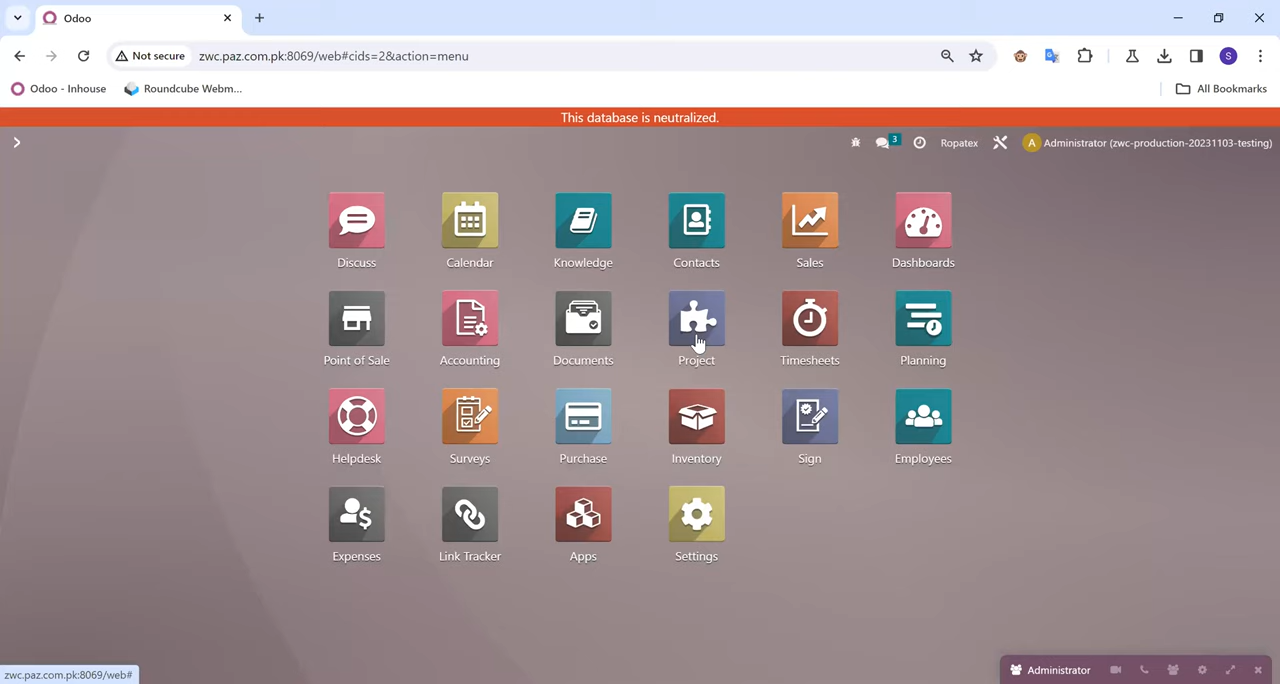 Odoo
Not secure
zwc.paz.com.pk:8069/web#cids=2&action=menu
S
Odoo - Inhouse
Roundcube Webm...
All Bookmarks
This database is neutralized.
3
Ropatex
A
Administrator (zwc-production-20231103-testing)
Discuss
Calendar
Knowledge
Contacts
Sales
Dashboards
Point of Sale
Accounting
Documents
Project
Timesheets
Planning
Helpdesk
Surveys
Purchase
Inventory
Sign
Employees
Expenses
Link Tracker
Apps
Settings
zwc.paz.com.pk:8069/web#
Administrator